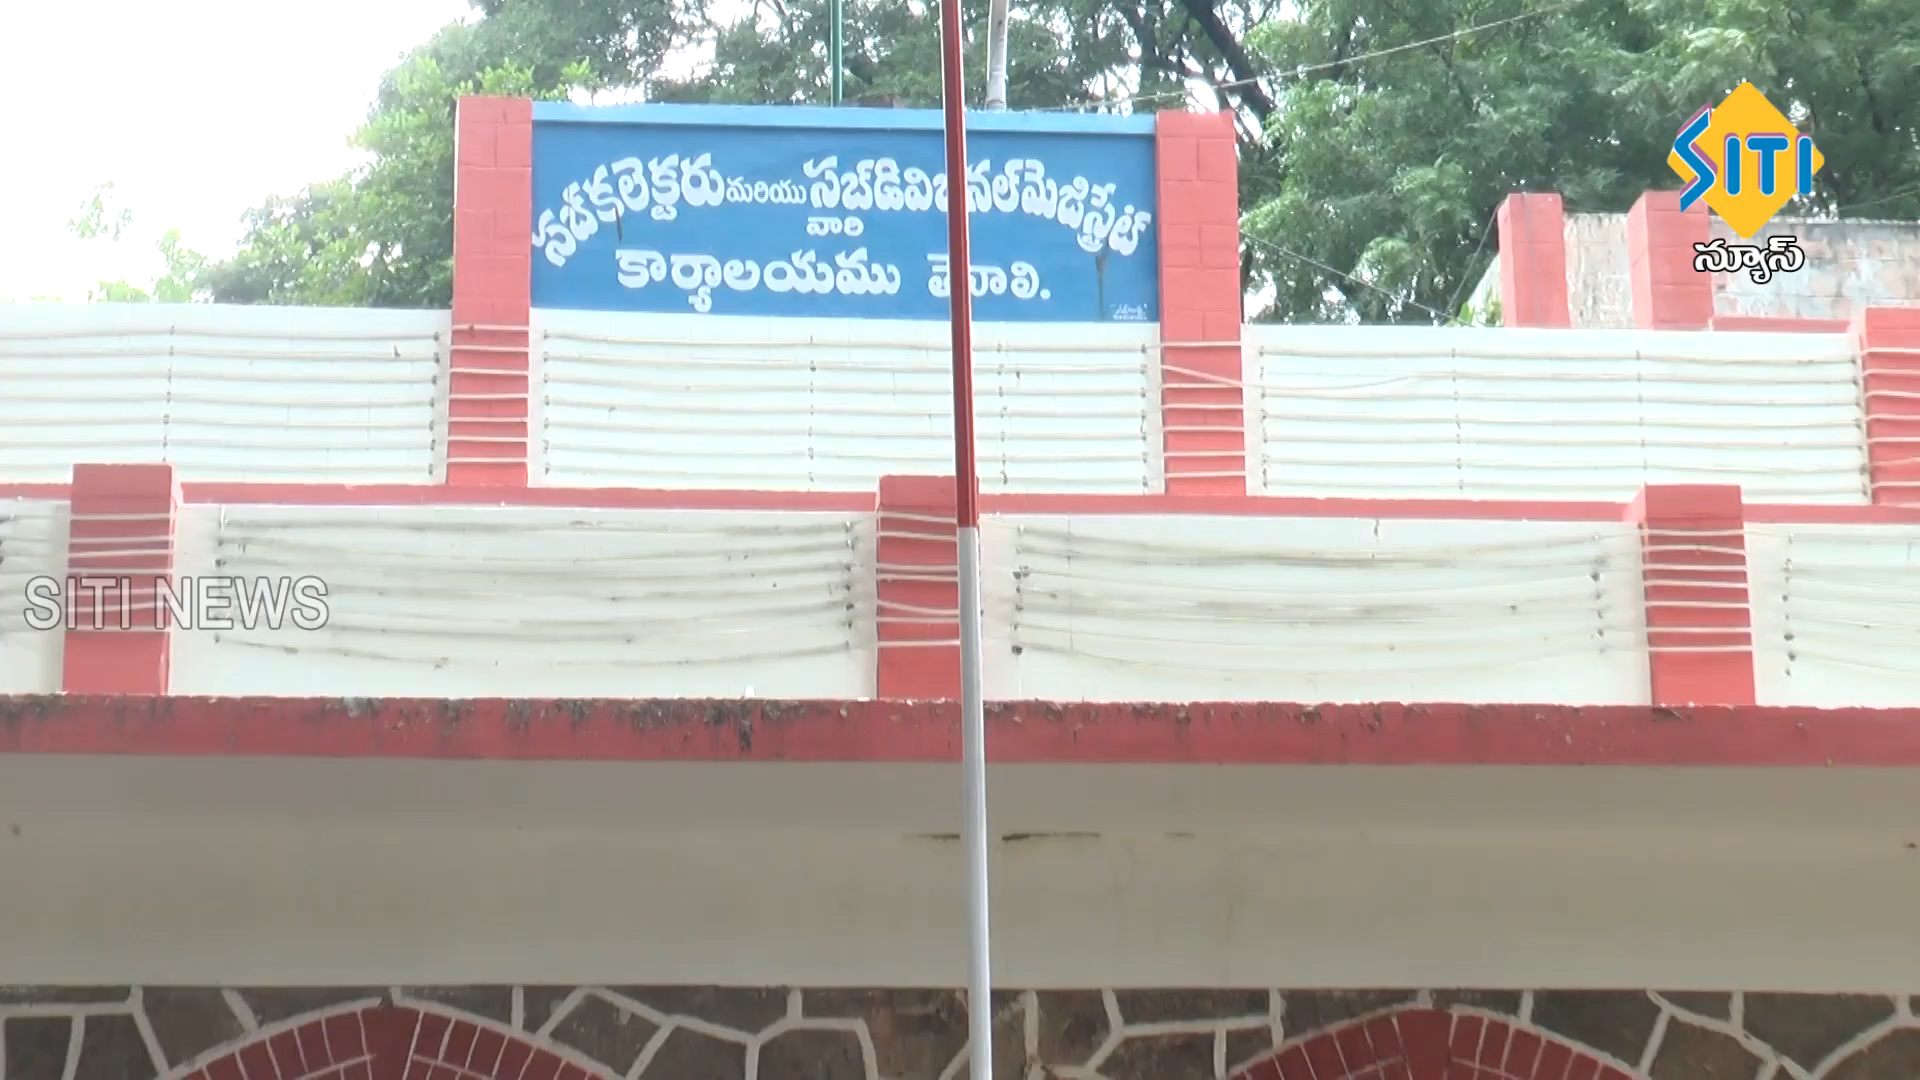 సబ్ కలెక్టరు మరియు సబ్ డివిజనల్ మెజిస్ట్రేట్
వారి
కార్యాలయము తెనాలి.
SITI
న్యూస్
SITI NEWS